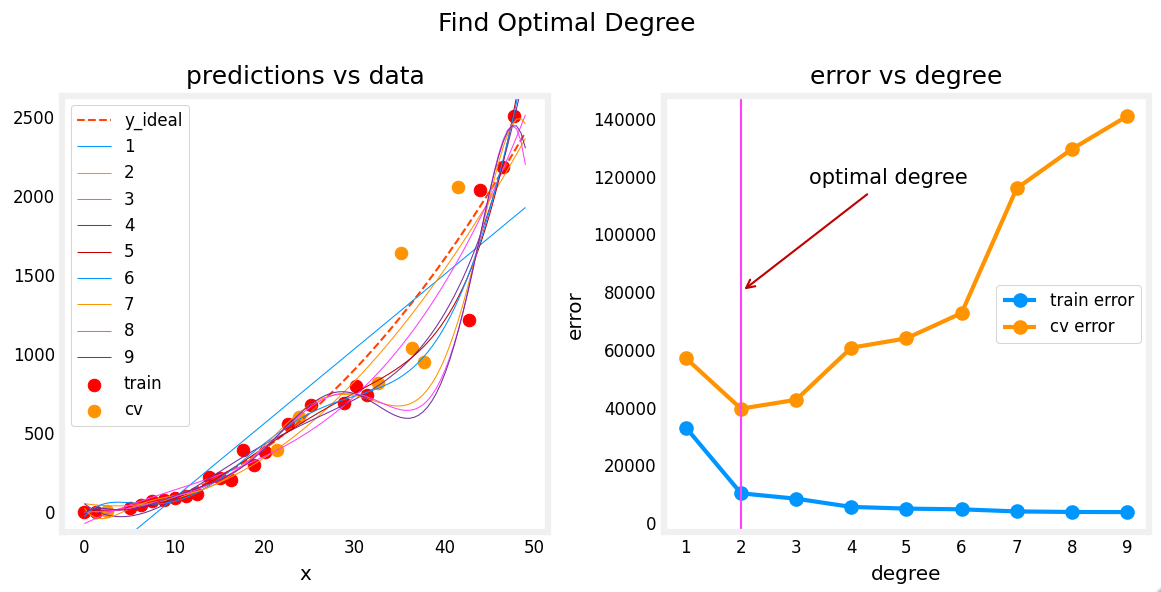 Find Optimal Degree
predictions vs data
2500
2000
1500
1000
500
0
0 10 20 30 40 50
x
y_ideal
1
2
3
4
5
6
7
8
9
train
cv
error vs degree
140000
120000
100000
80000
60000
40000
20000
0
error
optimal degree
train error
cv error
1 2 3 4 5 6 7 8 9
degree